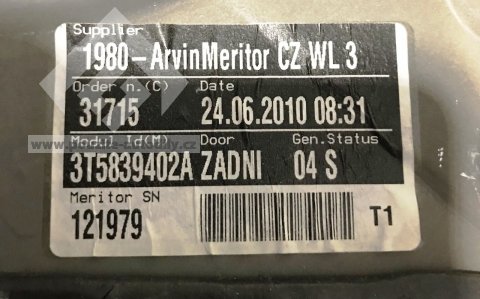 Supplier
1980-ArvinMeritor CZ WL 3
Order n.(C) Date
31715 24.06.2010 08:31
Modul Id(M) Door Gen.Status
3T5839402A ZADNI 04 S
Meritor SN
121979 T1